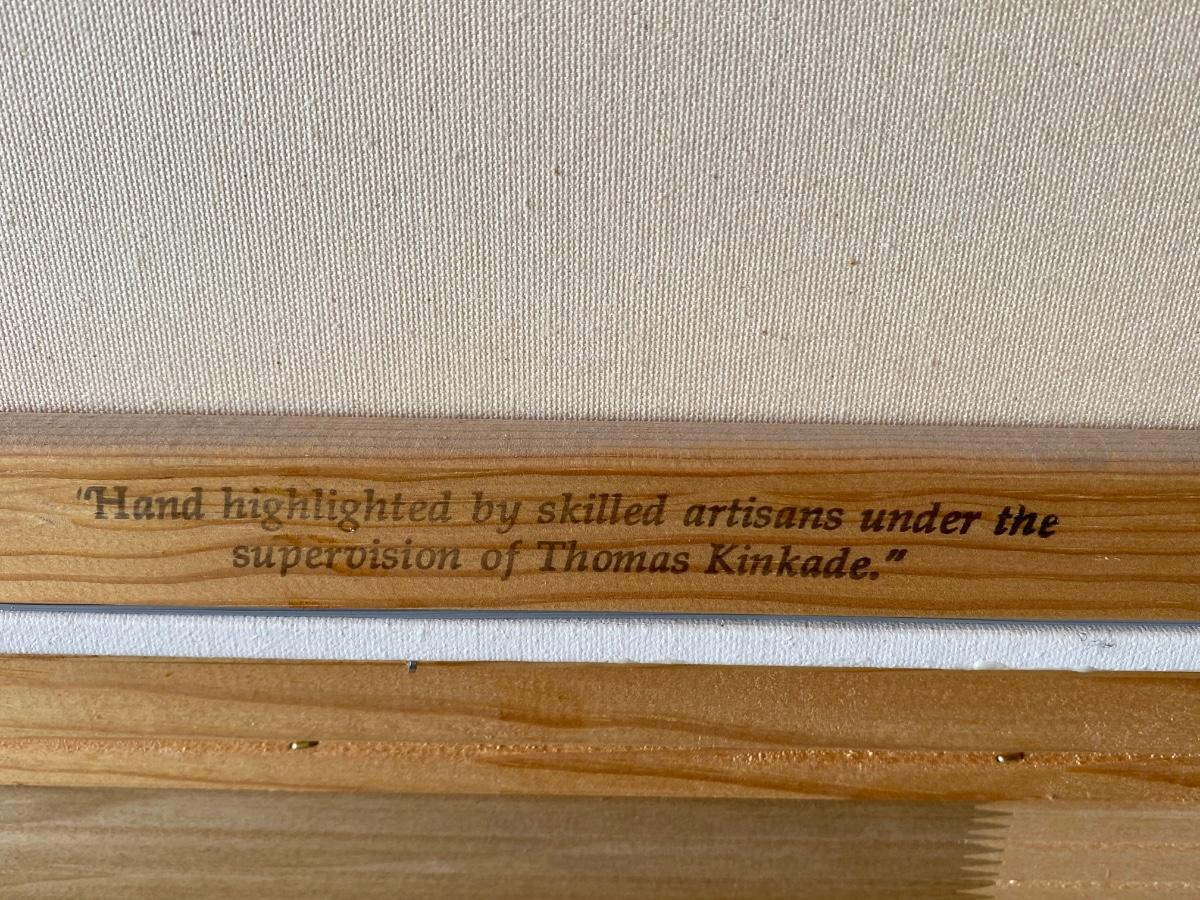 "Hand highlighted by skilled artisans under the
supervision of Thomas Kinkade."